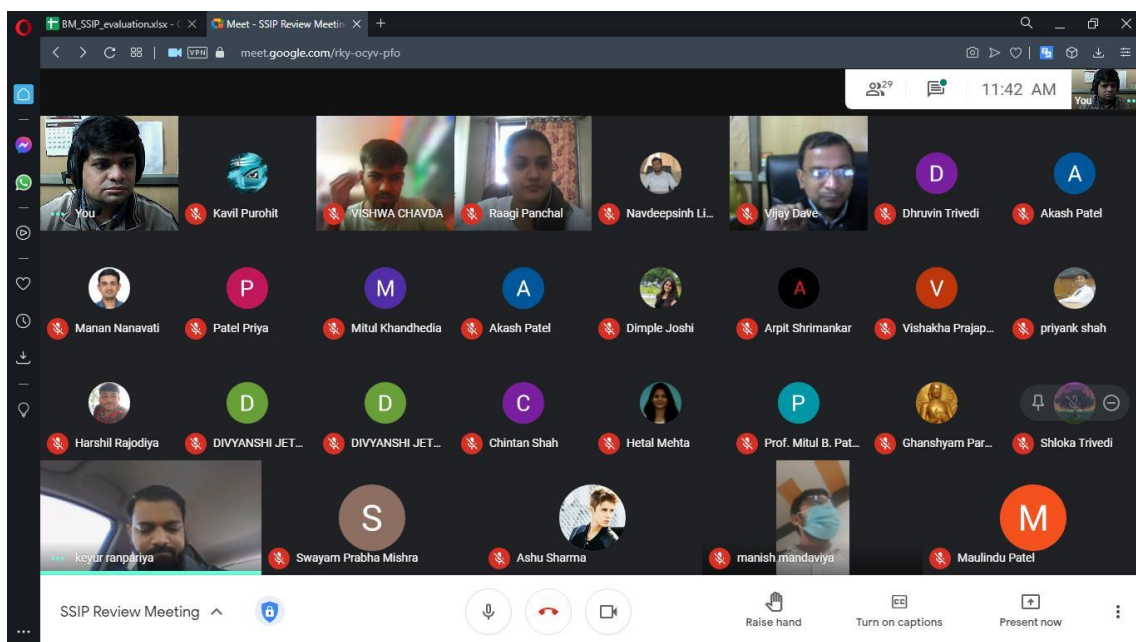 BM_SSIP_evaluation.xlsx - G
Meet - SSIP Review Meetin
VPN
meet.google.com/rky-ocyv-pfo
29
11:42 AM
You
You
Kavil Purohit
VISHWA CHAVDA
Raagi Panchal
Navdeepsinh Li...
Vijay Dave
D
Dhruvin Trivedi
A
Akash Patel
Manan Nanavati
P
Patel Priya
M
Mitul Khandhedia
A
Akash Patel
Dimple Joshi
A
Arpit Shrimankar
V
Vishakha Prajap...
priyank shah
Harshil Rajodiya
D
DIVYANSHI JET...
D
DIVYANSHI JET...
C
Chintan Shah
Hetal Mehta
P
Prof. Mitul B. Pat...
Ghanshyam Par...
Shloka Trivedi
keyur ranpariya
S
Swayam Prabha Mishra
Ashu Sharma
manish mandaviya
M
Maulindu Patel
SSIP Review Meeting
Raise hand
CC
Turn on captions
Present now